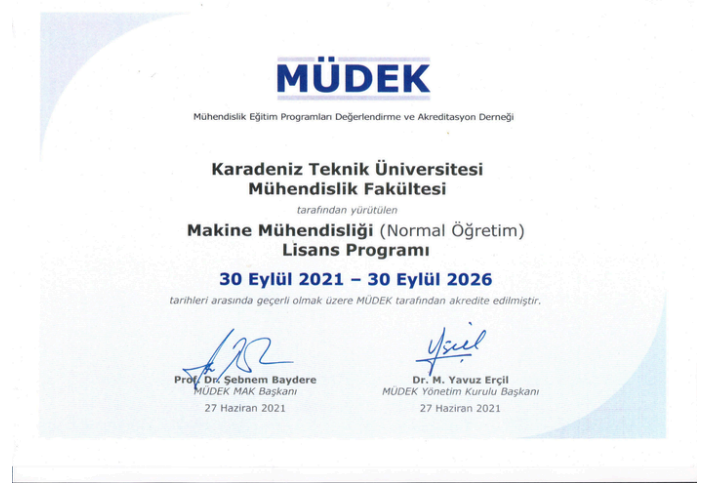 MÜDEK
Mühendislik Eğitim Programları Değerlendirme ve Akreditasyon Derneği
Karadeniz Teknik Üniversitesi
Mühendislik Fakültesi
tarafından yürütülen
Makine Mühendisliği (Normal Öğretim)
Lisans Programı
30 Eylül 2021 – 30 Eylül 2026
tarihleri arasında geçerli olmak üzere MÜDEK tarafından akredite edilmiştir.
Prof. Dr. Şebnem Baydere
MÜDEK MAK Başkanı
27 Haziran 2021
Dr. M. Yavuz Erçil
MÜDEK Yönetim Kurulu Başkanı
27 Haziran 2021